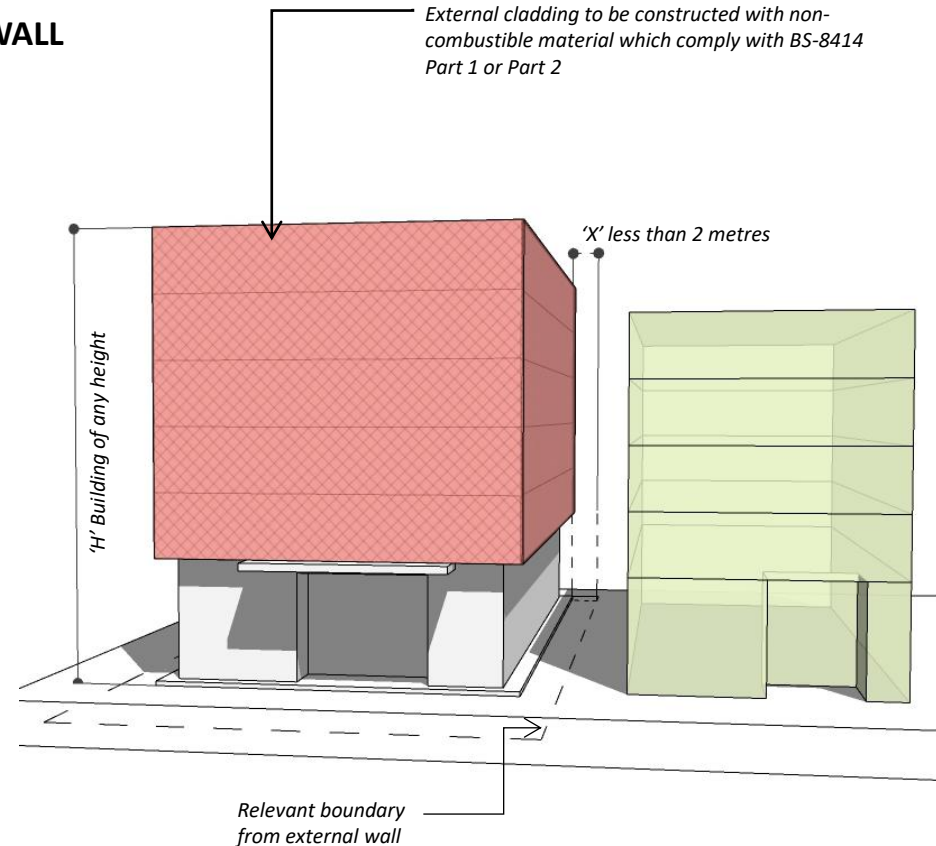 WALL
External cladding to be constructed with non-
combustible material which comply with BS-8414
Part 1 or Part 2
‘X’ less than 2 metres
‘H’ Building of any height
Relevant boundary
from external wall